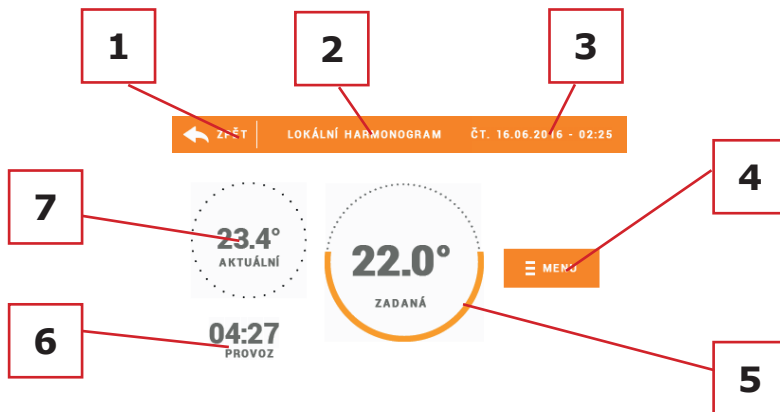 1
2
3
ZPĚT
LOKÁLNÍ HARMONOGRAM
ČT. 16.06.2016 - 02:25
4
7
23.4°
AKTUÁLNÍ
22.0°
ZADANÁ
MENU
6
04:27
PROVOZ
5